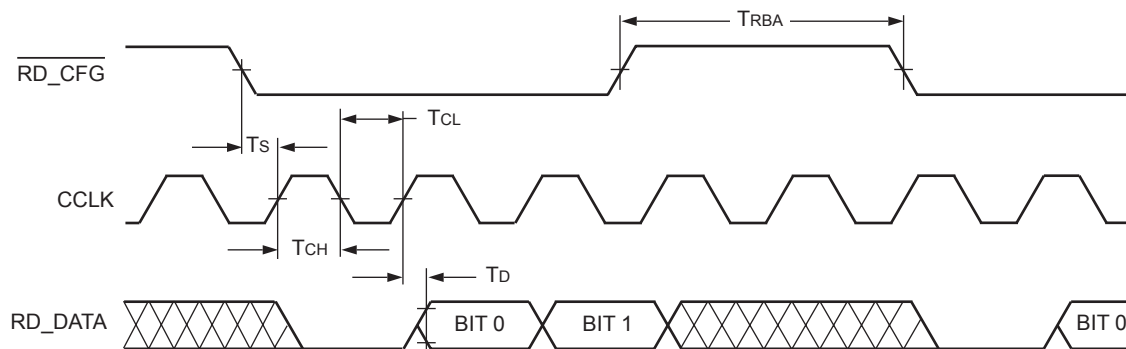 TRBA
RD_CFG
TCL
TS
CCLK
TCH
TD
RD_DATA
BIT 0
BIT 1
BIT 0